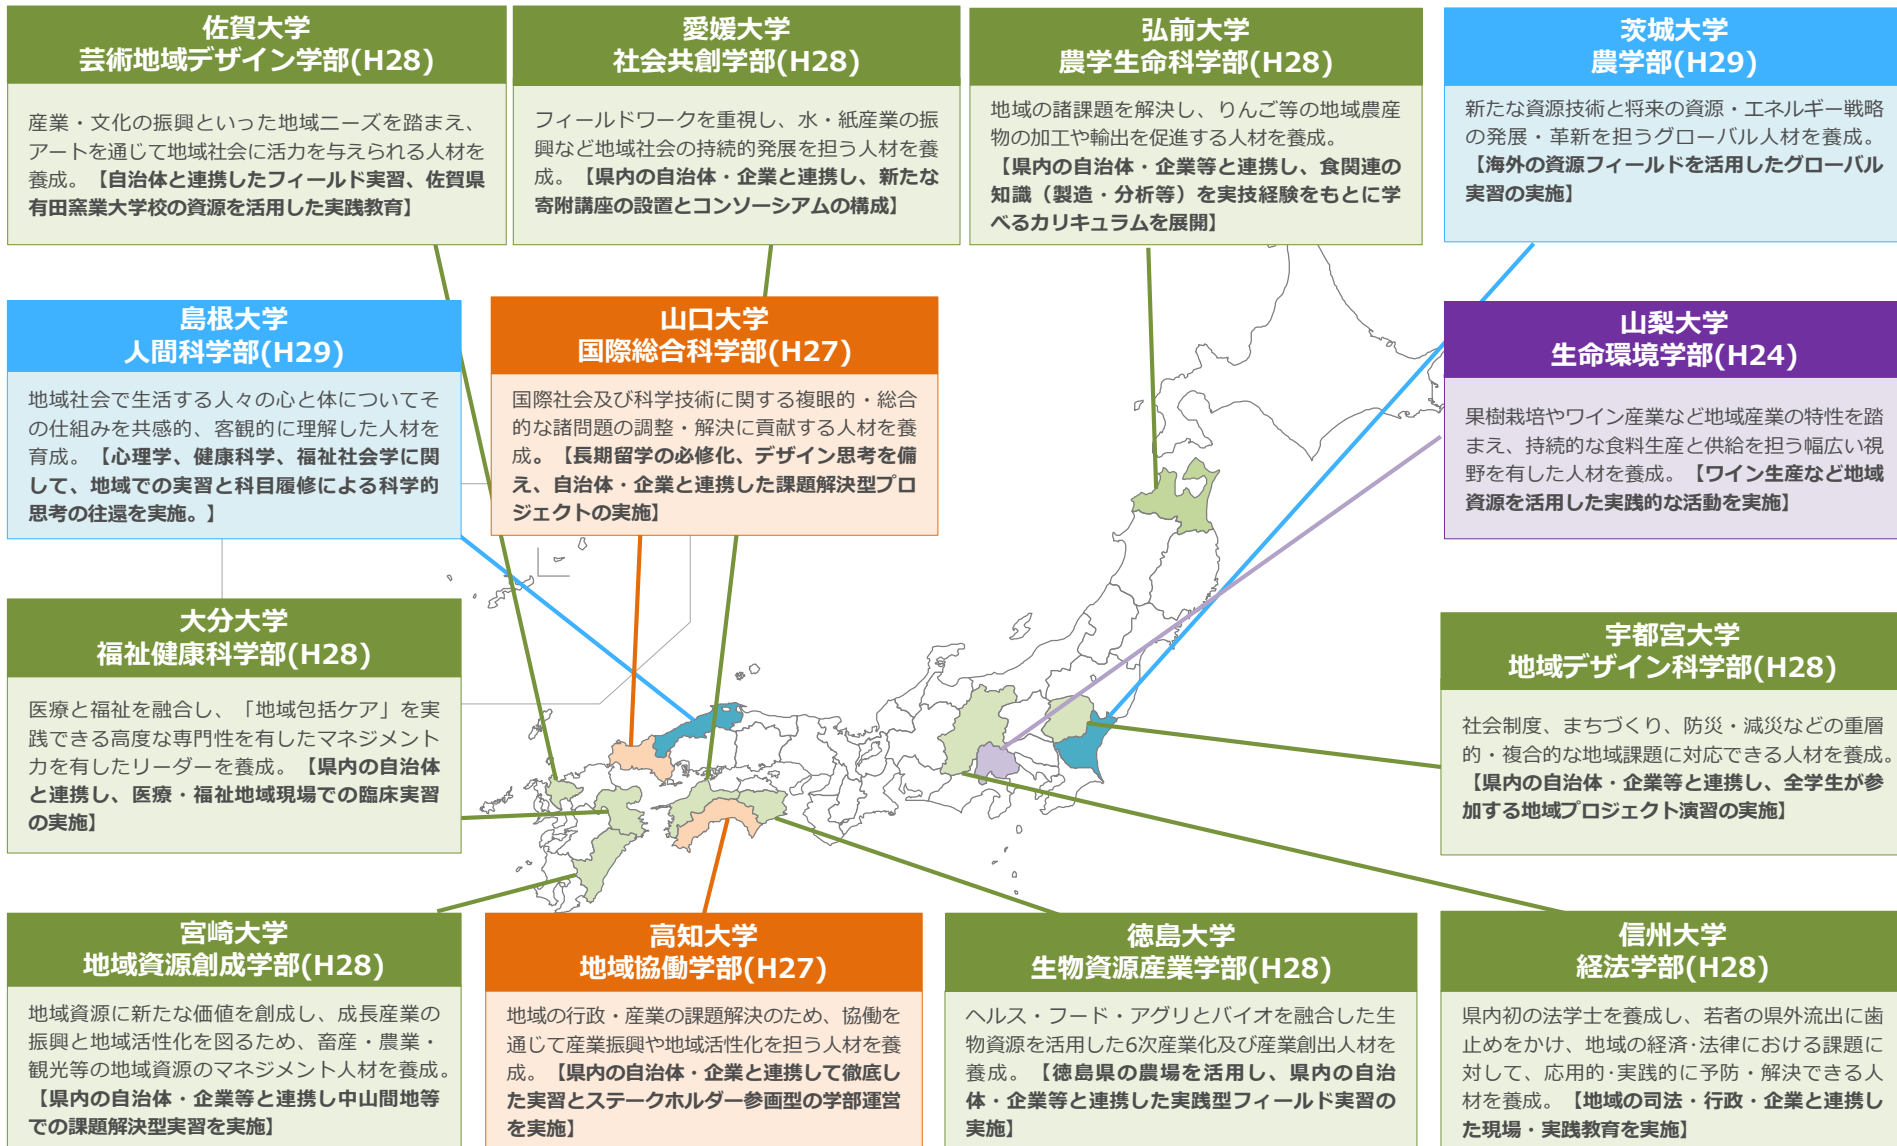 佐賀大学
芸術地域デザイン学部(H28)
産業・文化の振興といった地域ニーズを踏まえ、
アートを通じて地域社会に活力を与えられる人材を
養成。【自治体と連携したフィールド実習、佐賀県
有田窯業大学校の資源を活用した実践教育】
愛媛大学
社会共創学部(H28)
フィールドワークを重視し、水・紙産業の振
興など地域社会の持続的発展を担う人材を養
成。【県内の自治体・企業と連携し、新たな
寄附講座の設置とコンソーシアムの構成】
弘前大学
農学生命科学部(H28)
地域の諸課題を解決し、りんご等の地域農産
物の加工や輸出を促進する人材を養成。
【県内の自治体・企業等と連携し、食関連の
知識（製造・分析等）を実技経験をもとに学
べるカリキュラムを展開】
茨城大学
農学部(H29)
新たな資源技術と将来の資源・エネルギー戦略
の発展・革新を担うグローバル人材を養成。
【海外の資源フィールドを活用したグローバル
実習の実施】
島根大学
人間科学部(H29)
地域社会で生活する人々の心と体についてそ
の仕組みを共感的、客観的に理解した人材を
育成。【心理学、健康科学、福祉社会学に関
して、地域での実習と科目履修による科学的
思考の往還を実施。】
山口大学
国際総合科学部(H27)
国際社会及び科学技術に関する複眼的・総合
的な諸問題の調整・解決に貢献する人材を養
成。【長期留学の必修化、デザイン思考を備
え、自治体・企業と連携した課題解決型プロ
ジェクトの実施】
山梨大学
生命環境学部(H24)
果樹栽培やワイン産業など地域産業の特性を踏
まえ、持続的な食料生産と供給を担う幅広い視
野を有した人材を養成。【ワイン生産など地域
資源を活用した実践的な活動を実施】
大分大学
福祉健康科学部(H28)
医療と福祉を融合し、「地域包括ケア」を実
践できる高度な専門性を有したマネジメント
力を有したリーダーを養成。【県内の自治体
と連携し、医療・福祉地域現場での臨床実習
の実施】
宇都宮大学
地域デザイン科学部(H28)
社会制度、まちづくり、防災・減災などの重層
的・複合的な地域課題に対応できる人材を養成。
【県内の自治体・企業等と連携し、全学生が参
加する地域プロジェクト演習の実施】
宮崎大学
地域資源創成学部(H28)
地域資源に新たな価値を創成し、成長産業の
振興と地域活性化を図るため、畜産・農業・
観光等の地域資源のマネジメント人材を養成。
【県内の自治体・企業等と連携し中山間地等
での課題解決型実習を実施】
高知大学
地域協働学部(H27)
地域の行政・産業の課題解決のため、協働を
通じて産業振興や地域活性化を担う人材を養
成。【県内の自治体・企業と連携して徹底し
た実習とステークホルダー参画型の学部運営
を実施】
徳島大学
生物資源産業学部(H28)
ヘルス・フード・アグリとバイオを融合した生
物資源を活用した6次産業化及び産業創出人材を
養成。【徳島県の農場を活用し、県内の自治
体・企業等と連携した実践型フィールド実習の
実施】
信州大学
経法学部(H28)
県内初の法学士を養成し、若者の県外流出に歯
止めをかけ、地域の経済･法律における課題に
対して、応用的･実践的に予防・解決できる人
材を養成。【地域の司法・行政・企業と連携し
た現場・実践教育を実施】